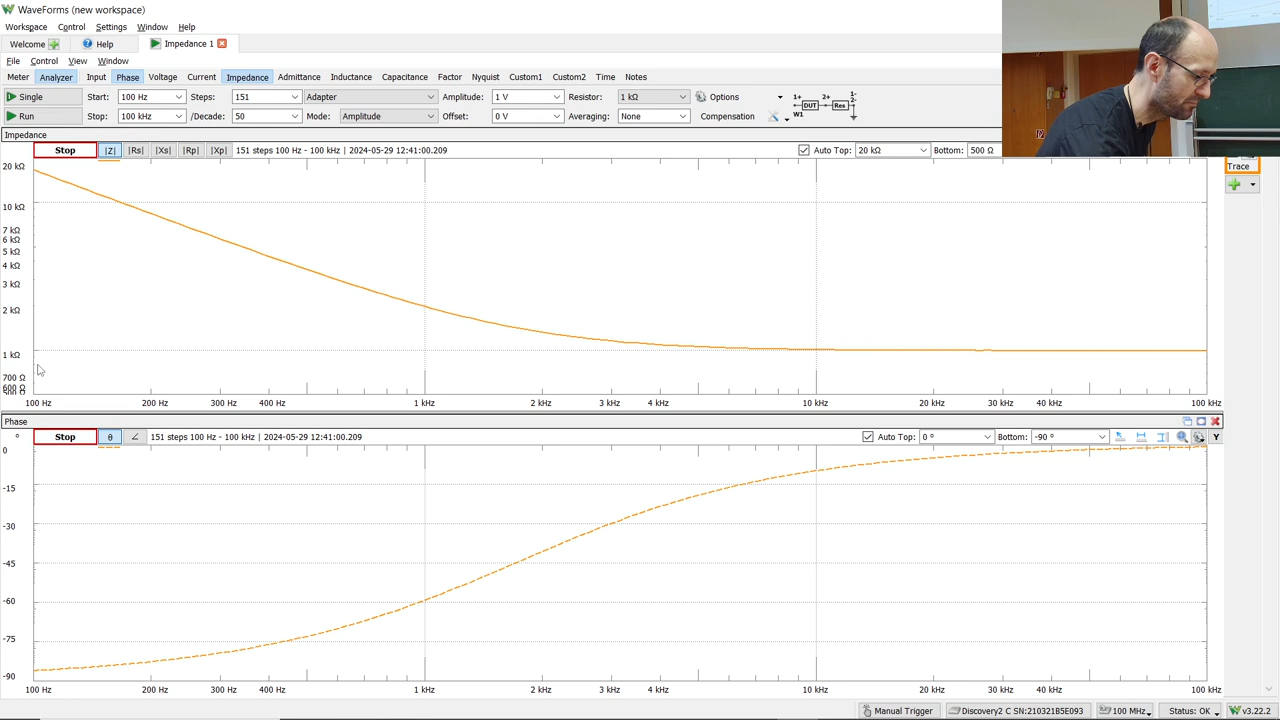 WaveForms (new workspace)
Workspace Control Settings Window Help
Welcome Help Impedance 1
File Control View Window
Meter Analyzer Input Phase Voltage Current Impedance Admittance Inductance Capacitance Factor Nyquist Custom1 Custom2 Time Notes
Single Start: 100 Hz Steps: 151 Adapter Amplitude: 1 V Resistor: 1 kΩ Options 1+ 2+ 1- 2-
Run Stop: 100 kHz /Decade: 50 Mode: Amplitude Offset: 0 V Averaging: None Compensation W1 DUT Res
Impedance
Stop |Z| |Rs| |Xs| |Rp| |Xp| 151 steps 100 Hz - 100 kHz | 2024-05-29 12:41:00.209 Auto Top: 20 kΩ Bottom: 500 Ω
Trace
20 kΩ
10 kΩ
7 kΩ
6 kΩ
5 kΩ
4 kΩ
3 kΩ
2 kΩ
1 kΩ
700 Ω
600 Ω
100 Hz 200 Hz 300 Hz 400 Hz 1 kHz 2 kHz 3 kHz 4 kHz 10 kHz 20 kHz 30 kHz 40 kHz 100 kHz
Phase
° Stop θ ∠ 151 steps 100 Hz - 100 kHz | 2024-05-29 12:41:00.209 Auto Top: 0 ° Bottom: -90 ° Y
0
-15
-30
-45
-60
-75
-90
100 Hz 200 Hz 300 Hz 400 Hz 1 kHz 2 kHz 3 kHz 4 kHz 10 kHz 20 kHz 30 kHz 40 kHz 100 kHz
Manual Trigger Discovery2 C SN:210321B5E093 100 MHz Status: OK v3.22.2